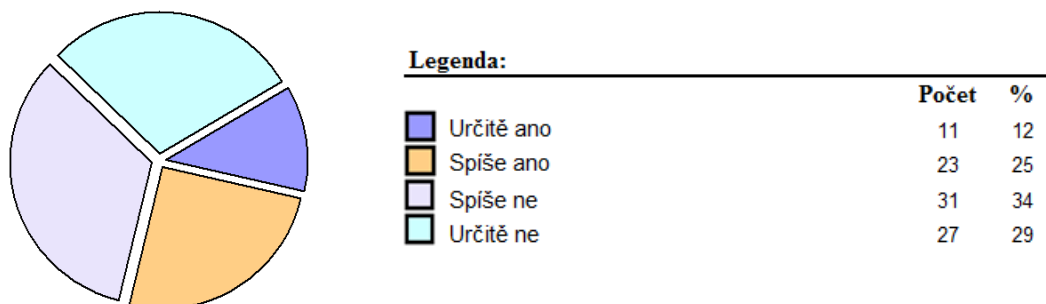 Legenda:
Počet %
Určitě ano 11 12
Spíše ano 23 25
Spíše ne 31 34
Určitě ne 27 29